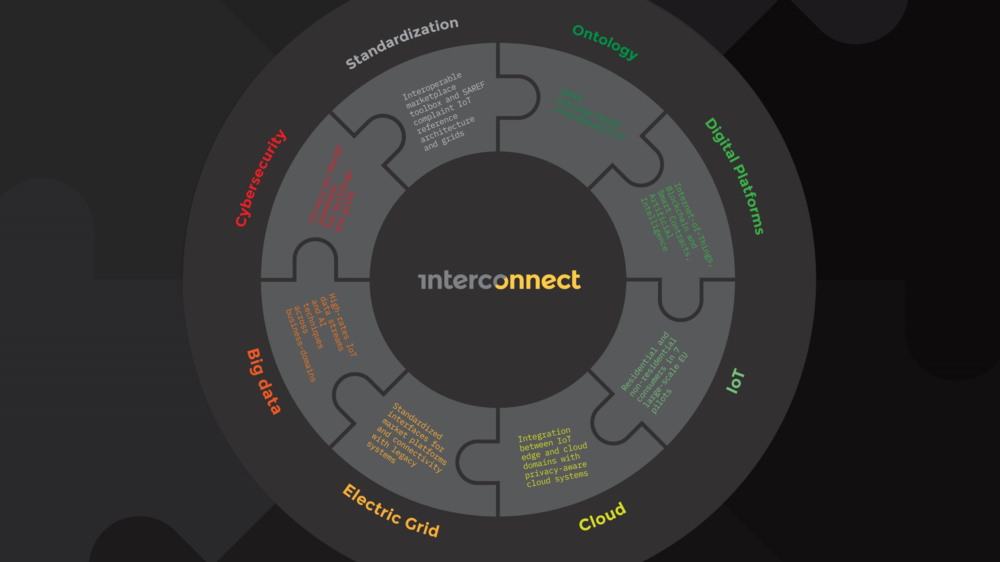 Standardization
Interoperable
marketplace
toolbox and SAREF
complaint IoT
reference
architecture
and grids
Ontology
SAREF
ontology-based
interoperability
Digital Platforms
Internet-of-Things,
Blockchain and
Smart Contracts,
Artificial
Intelligence
IoT
Residential and
non-residential
consumers in 7
large-scale EU
pilots
Cloud
Integration
between IoT
edge and cloud
domains with
privacy-aware
cloud systems
Electric Grid
Standardized
interfaces for
market platforms
and connectivity
with legacy
systems
Big data
High-rates IoT
data streams
and AI
techniques
across
business-domains
Cybersecurity
Privacy-by-design
standards
for buildings
and grids
interconnect